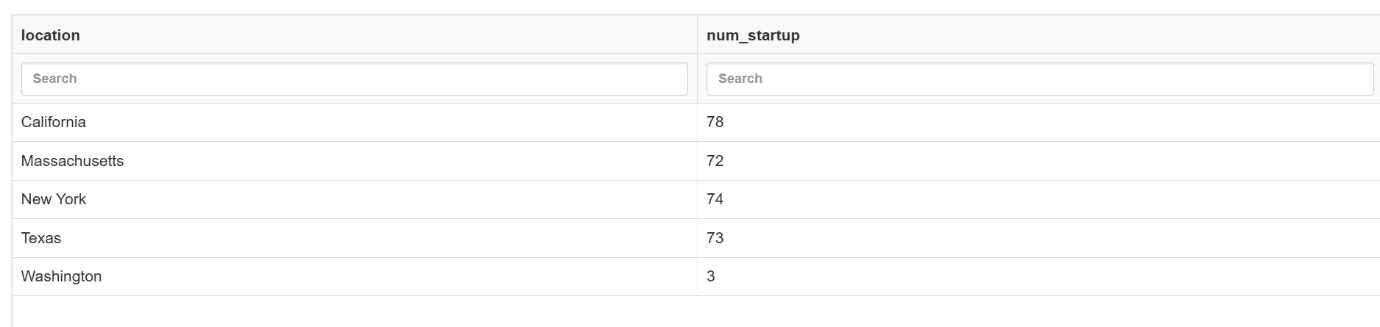 location num_startup
Search Search
California 78
Massachusetts 72
New York 74
Texas 73
Washington 3